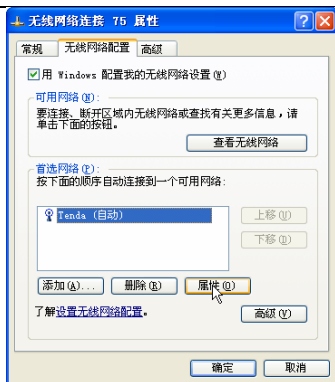 无线网络连接 75 属性
常规 无线网络配置 高级
用 Windows 配置我的无线网络设置(W)
可用网络(N):
要连接、断开区域内无线网络或查找有关更多信息，请
单击下面的按钮。
查看无线网络
首选网络(P):
按下面的顺序自动连接到一个可用网络:
Tenda (自动)
上移(U)
下移(D)
添加(A)... 删除(R) 属性(O)
了解设置无线网络配置。
高级(V)
确定 取消